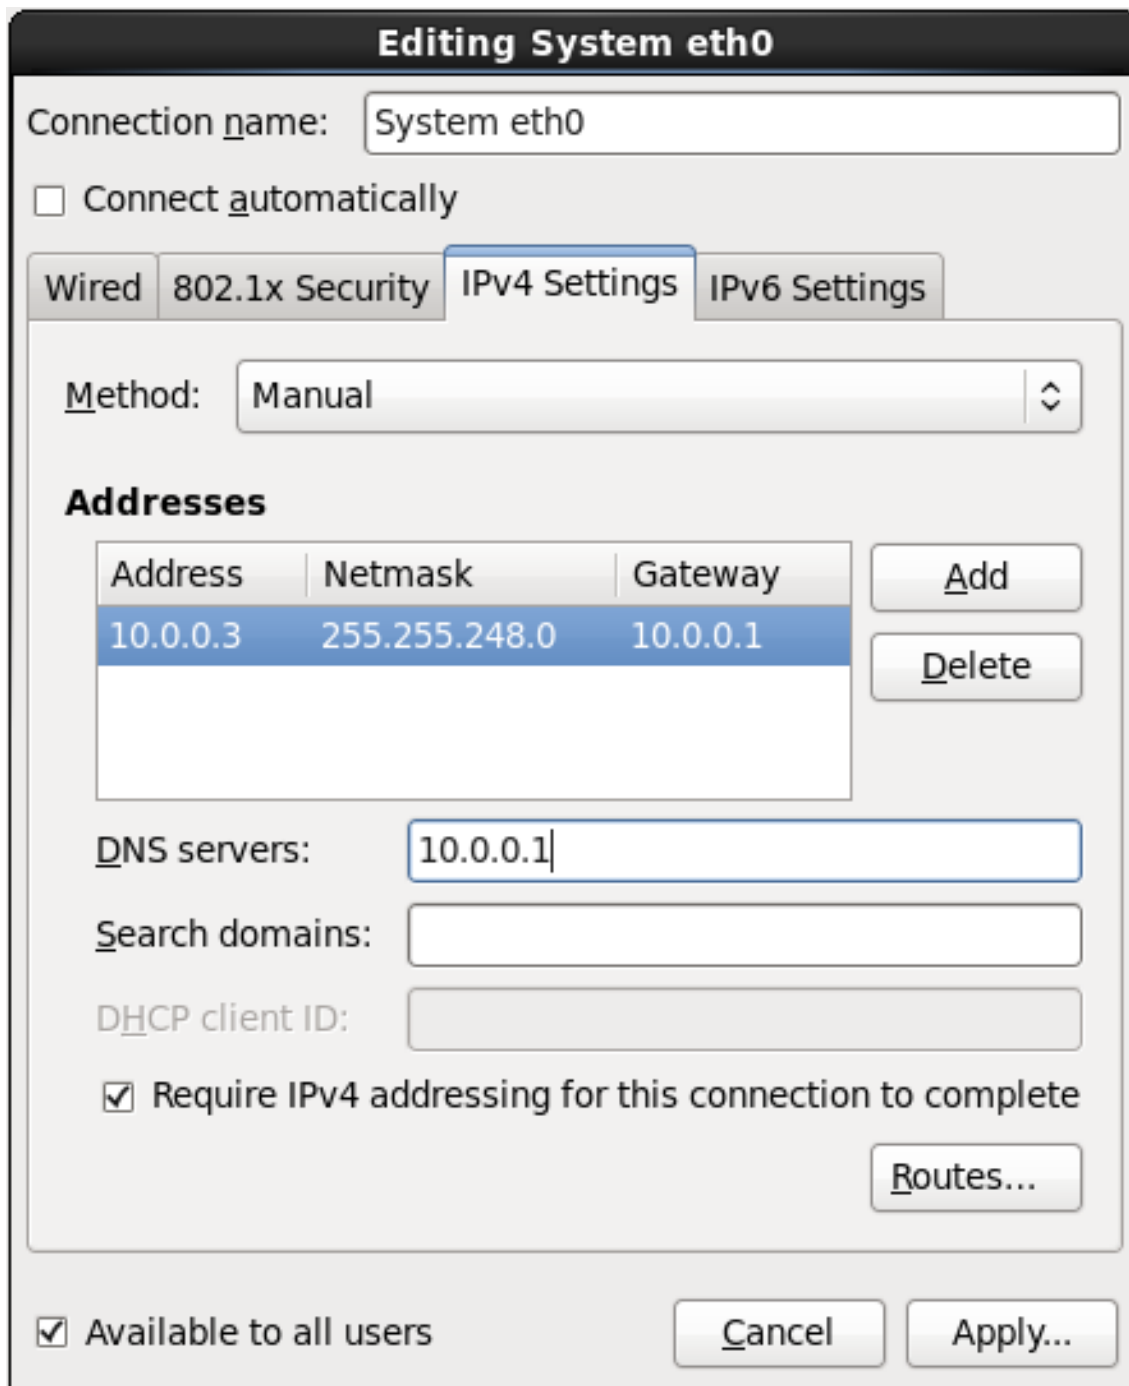 Editing System eth0
Connection name: System eth0
Connect automatically
Wired 802.1x Security IPv4 Settings IPv6 Settings
Method: Manual
Addresses
Address Netmask Gateway Add
10.0.0.3 255.255.248.0 10.0.0.1
Delete
DNS servers: 10.0.0.1
Search domains:
DHCP client ID:
Require IPv4 addressing for this connection to complete
Routes...
Available to all users Cancel Apply...